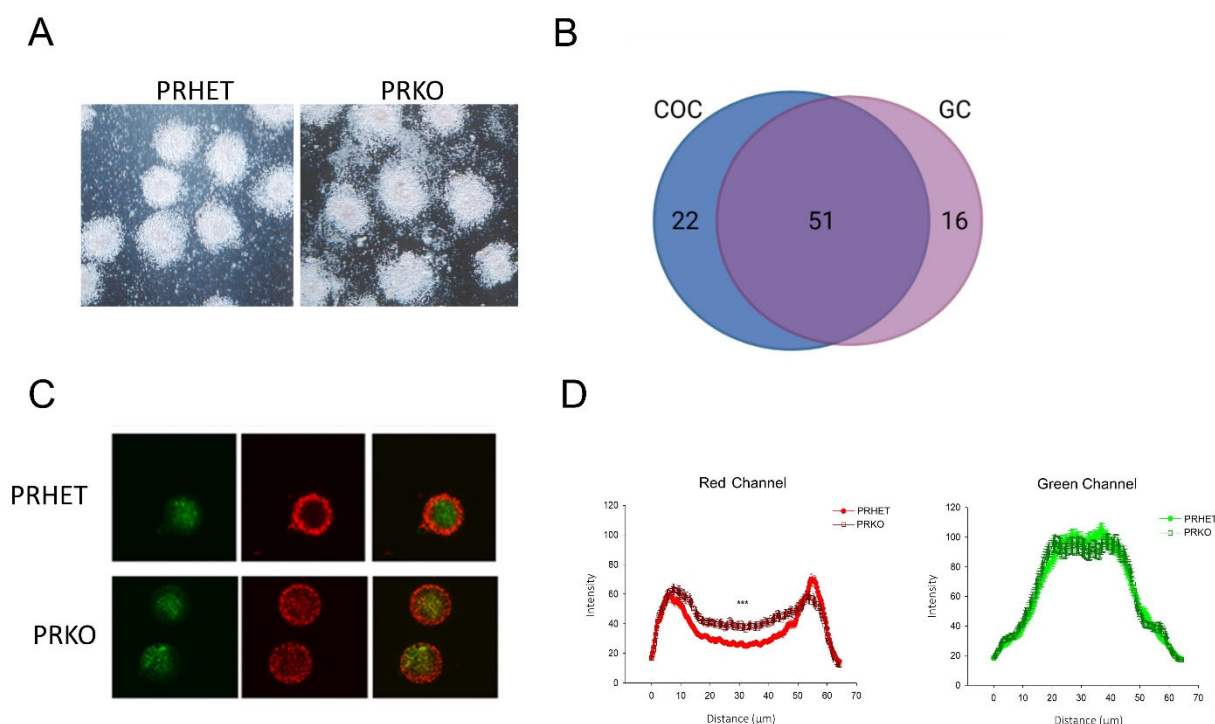 A
PRHET PRKO
B
COC GC
22 51 16
C
PRHET
PRKO
D
Red Channel
PRHET
PRKO
120
100
80
60
40
20
0
Intensity
***
0 10 20 30 40 50 60 70
Distance (µm)
Green Channel
PRHET
PRKO
120
100
80
60
40
20
0
Intensity
0 10 20 30 40 50 60 70
Distance (µm)